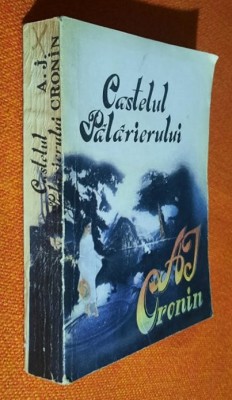 Castelul
Pălărierului
AJ
Cronin
A. J.
CRONIN
Castelul
Pălărierului